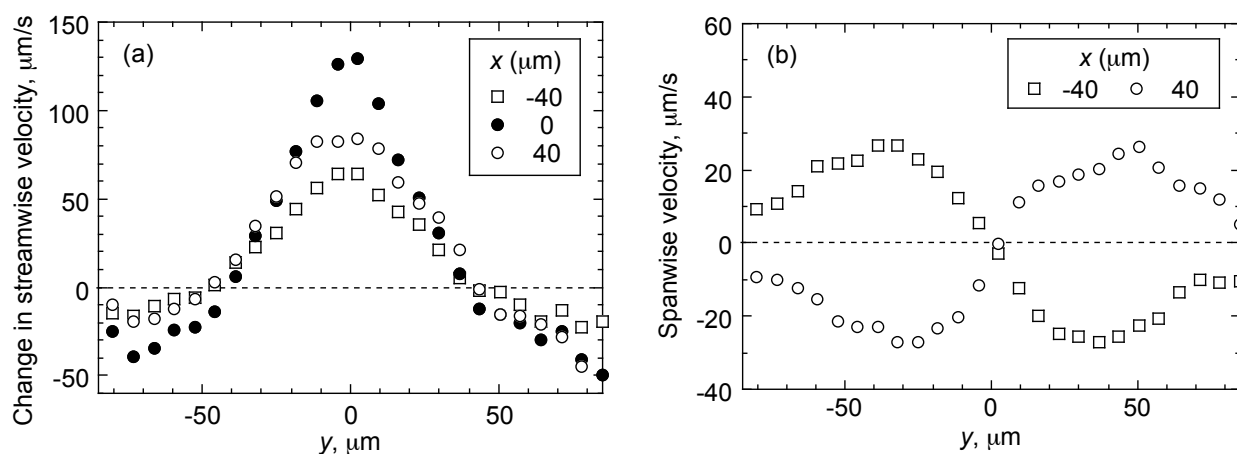 (a)
Change in streamwise velocity, μm/s
150
100
50
0
-50
x (μm)
-40
0
40
-50
0
50
y, μm
(b)
Spanwise velocity, μm/s
60
40
20
0
-20
-40
x (μm)
-40 40
-50
0
50
y, μm